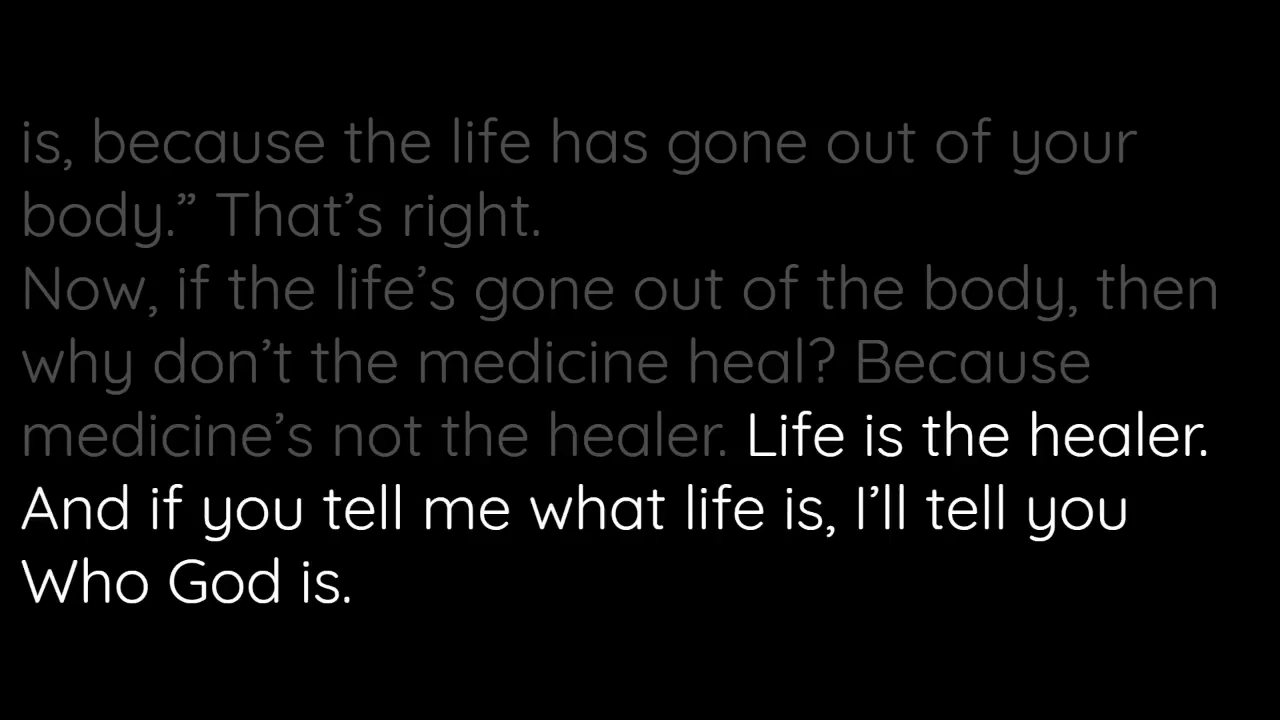 is, because the life has gone out of your
body.” That’s right.
Now, if the life’s gone out of the body, then
why don’t the medicine heal? Because
medicine’s not the healer. Life is the healer.
And if you tell me what life is, I’ll tell you
Who God is.